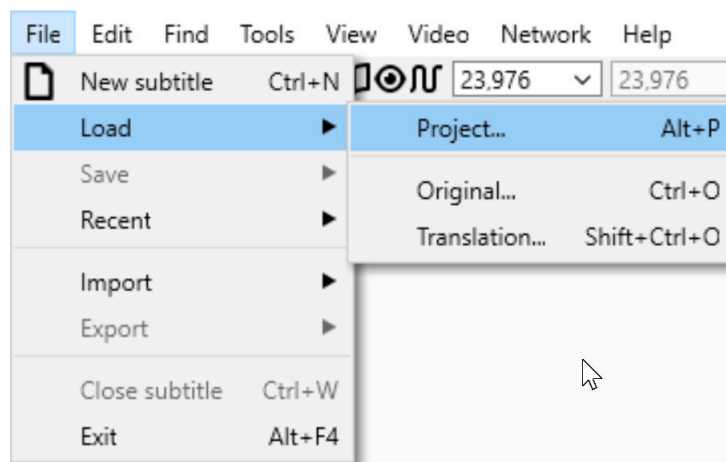 File Edit Find Tools View Video Network Help
New subtitle Ctrl+N 23,976 23,976
Load Project... Alt+P
Save
Original... Ctrl+O
Recent
Translation... Shift+Ctrl+O
Import
Export
Close subtitle Ctrl+W
Exit Alt+F4